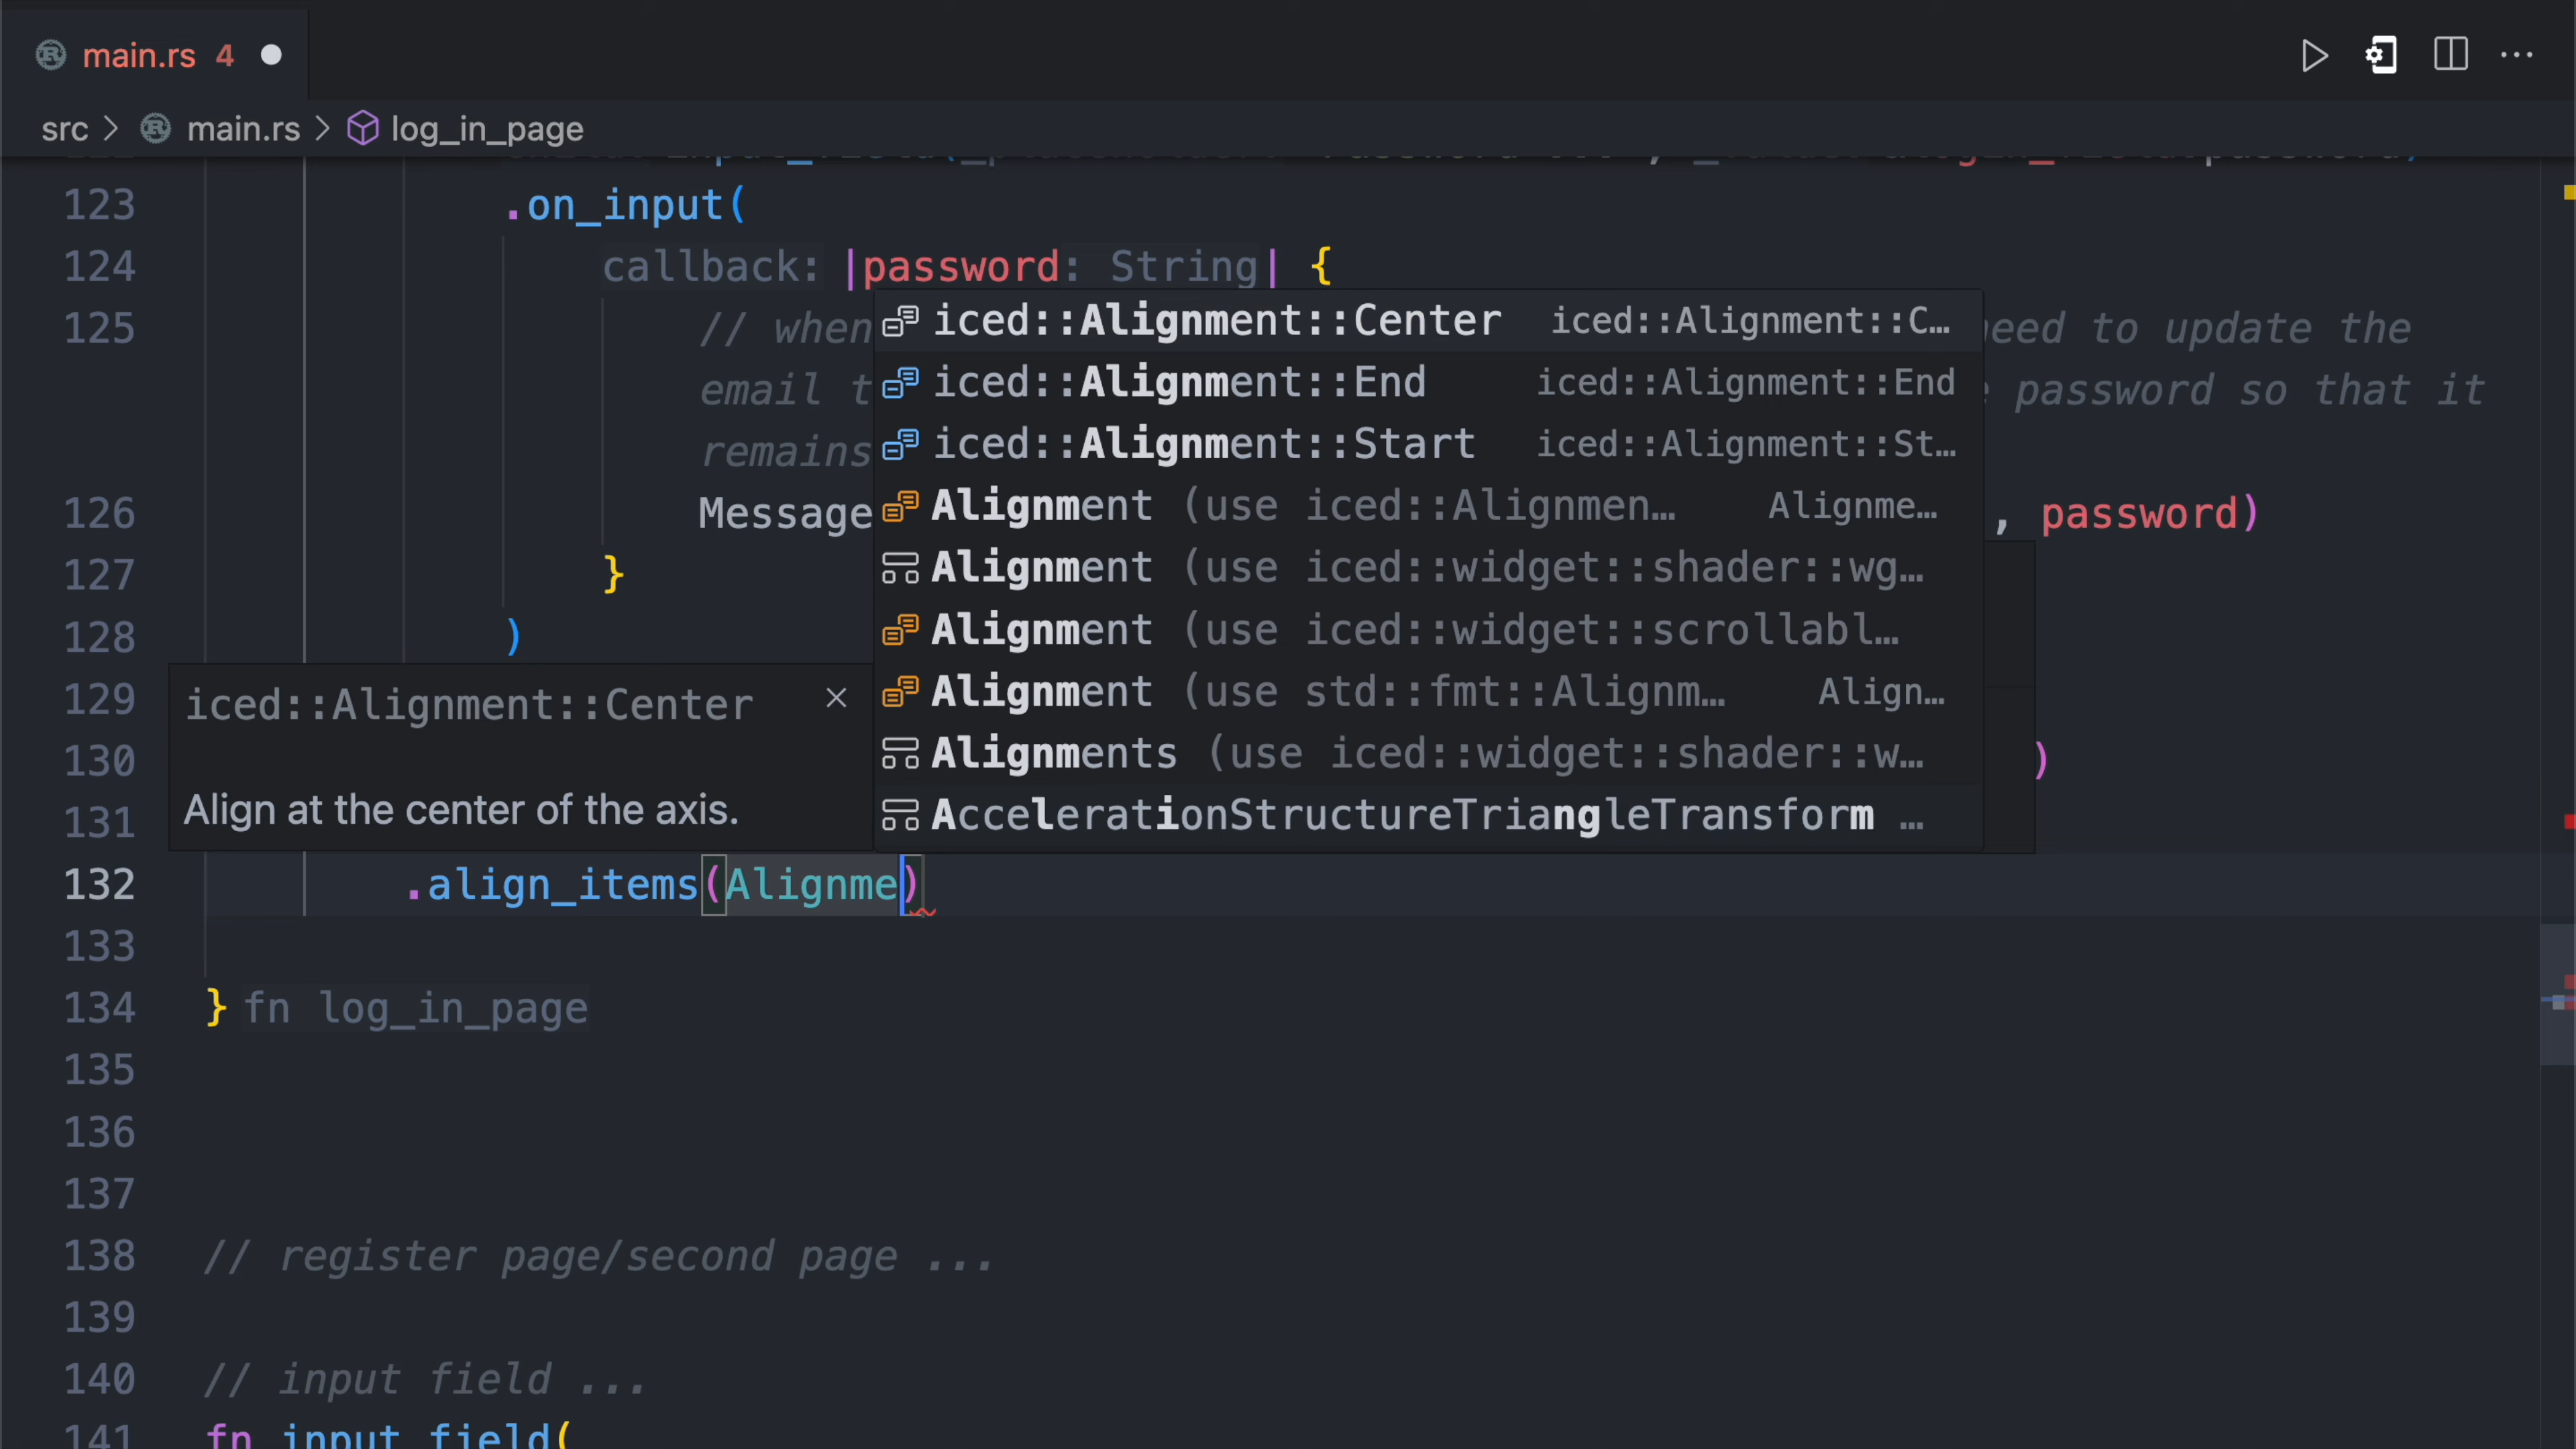 main.rs 4
src > main.rs > log_in_page
123 .on_input(
124 callback: |password: String| {
125 // when eed to update the
email t password so that it
remains
126 Message , password)
127 }
128 )
129
130 )
131
132 .align_items(Alignme)
133
134 } fn log_in_page
135
136
137
138 // register page/second page ...
139
140 // input field ...
141 fn input_field(
iced::Alignment::Center iced::Alignment::C…
iced::Alignment::End iced::Alignment::End
iced::Alignment::Start iced::Alignment::St…
Alignment (use iced::Alignmen… Alignme…
Alignment (use iced::widget::shader::wg…
Alignment (use iced::widget::scrollabl…
Alignment (use std::fmt::Alignm… Align…
Alignments (use iced::widget::shader::w…
AccelerationStructureTriangleTransform …
iced::Alignment::Center
Align at the center of the axis.